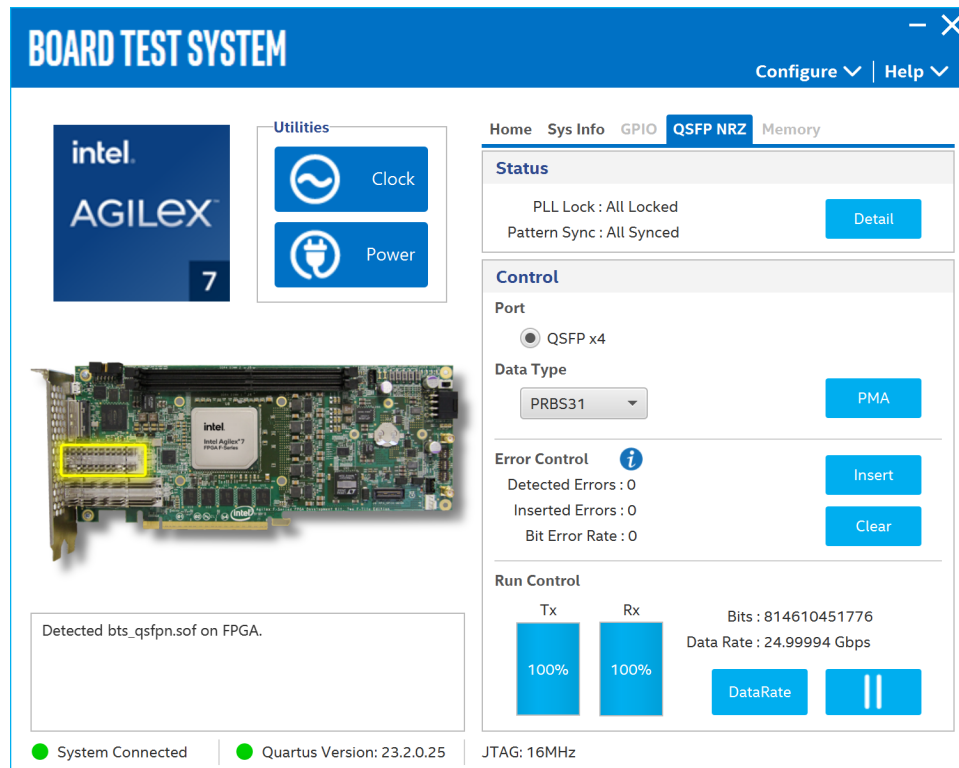 BOARD TEST SYSTEM
Configure
Help
intel.
AGILEX™
7
Utilities
Clock
Power
Home
Sys Info
GPIO
QSFP NRZ
Memory
Status
PLL Lock : All Locked
Pattern Sync : All Synced
Detail
Control
Port
QSFP x4
Data Type
PRBS31
PMA
Error Control
i
Detected Errors : 0
Inserted Errors : 0
Bit Error Rate : 0
Insert
Clear
Run Control
Tx
Rx
100%
100%
Bits : 814610451776
Data Rate : 24.99994 Gbps
DataRate
intel.
Intel Agilex® 7
FPGA F-Series
intel
Detected bts_qsfpn.sof on FPGA.
System Connected
Quartus Version: 23.2.0.25
JTAG: 16MHz